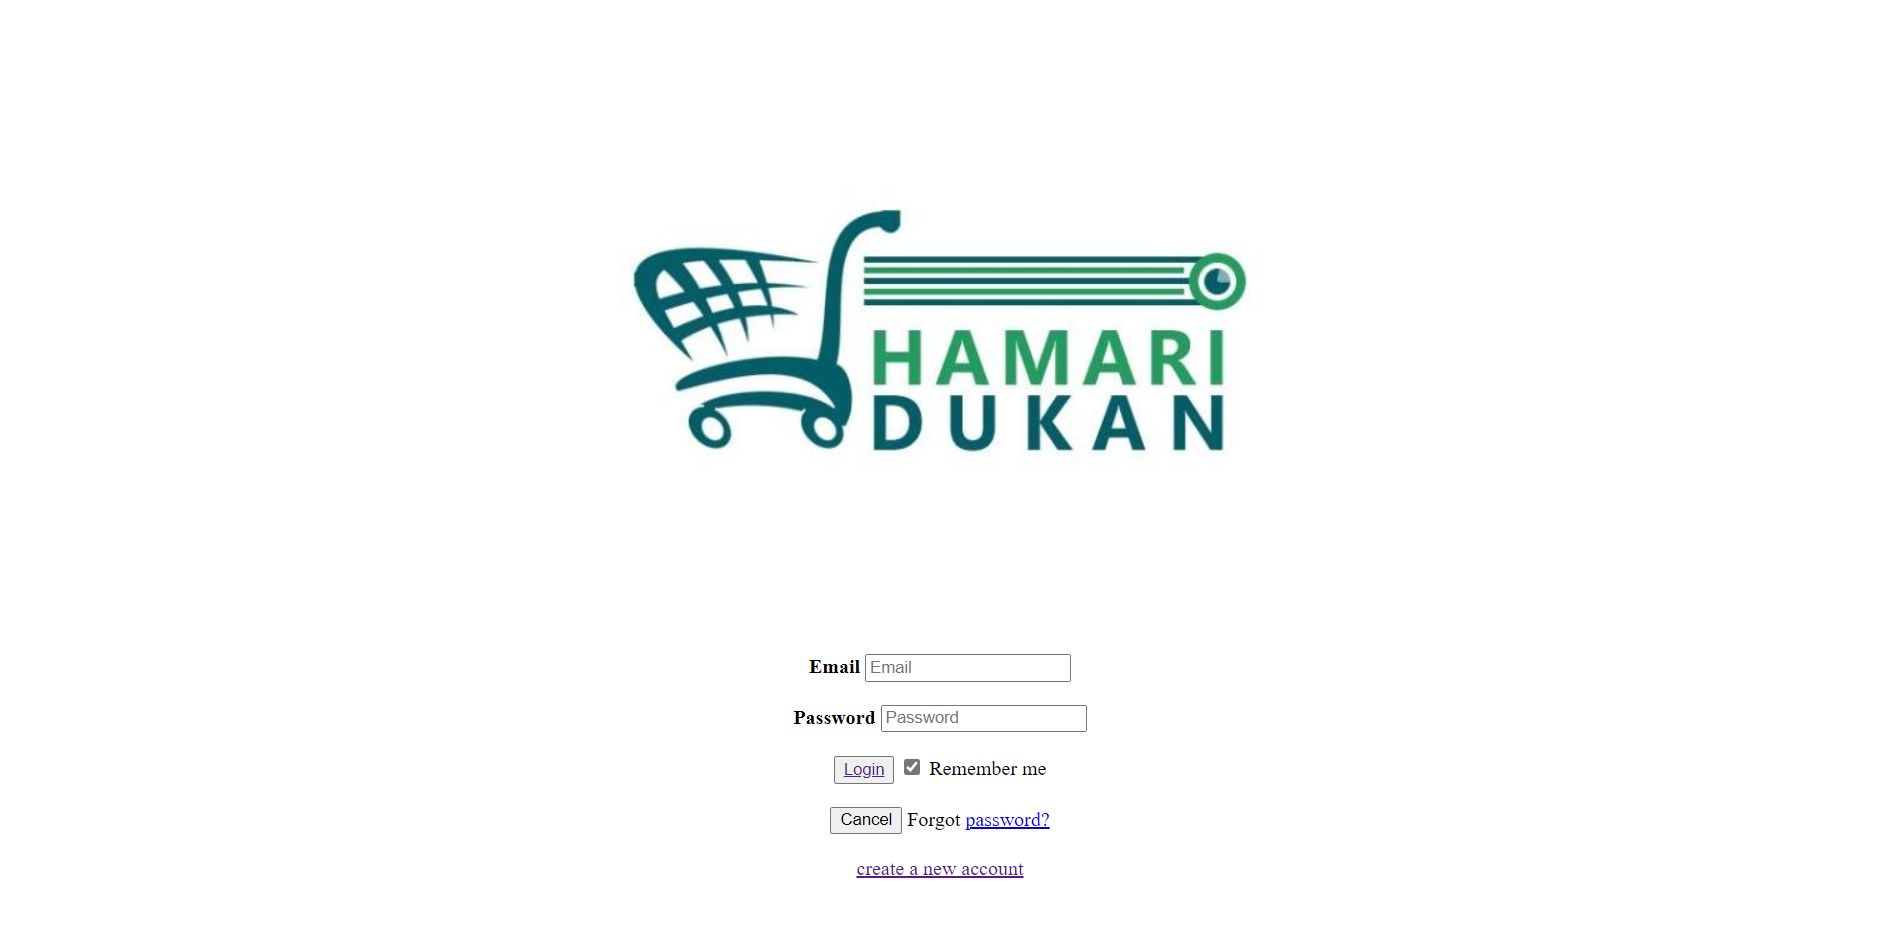 HAMARI
DUKAN
Email Email
Password Password
Login Remember me
Cancel Forgot password?
create a new account